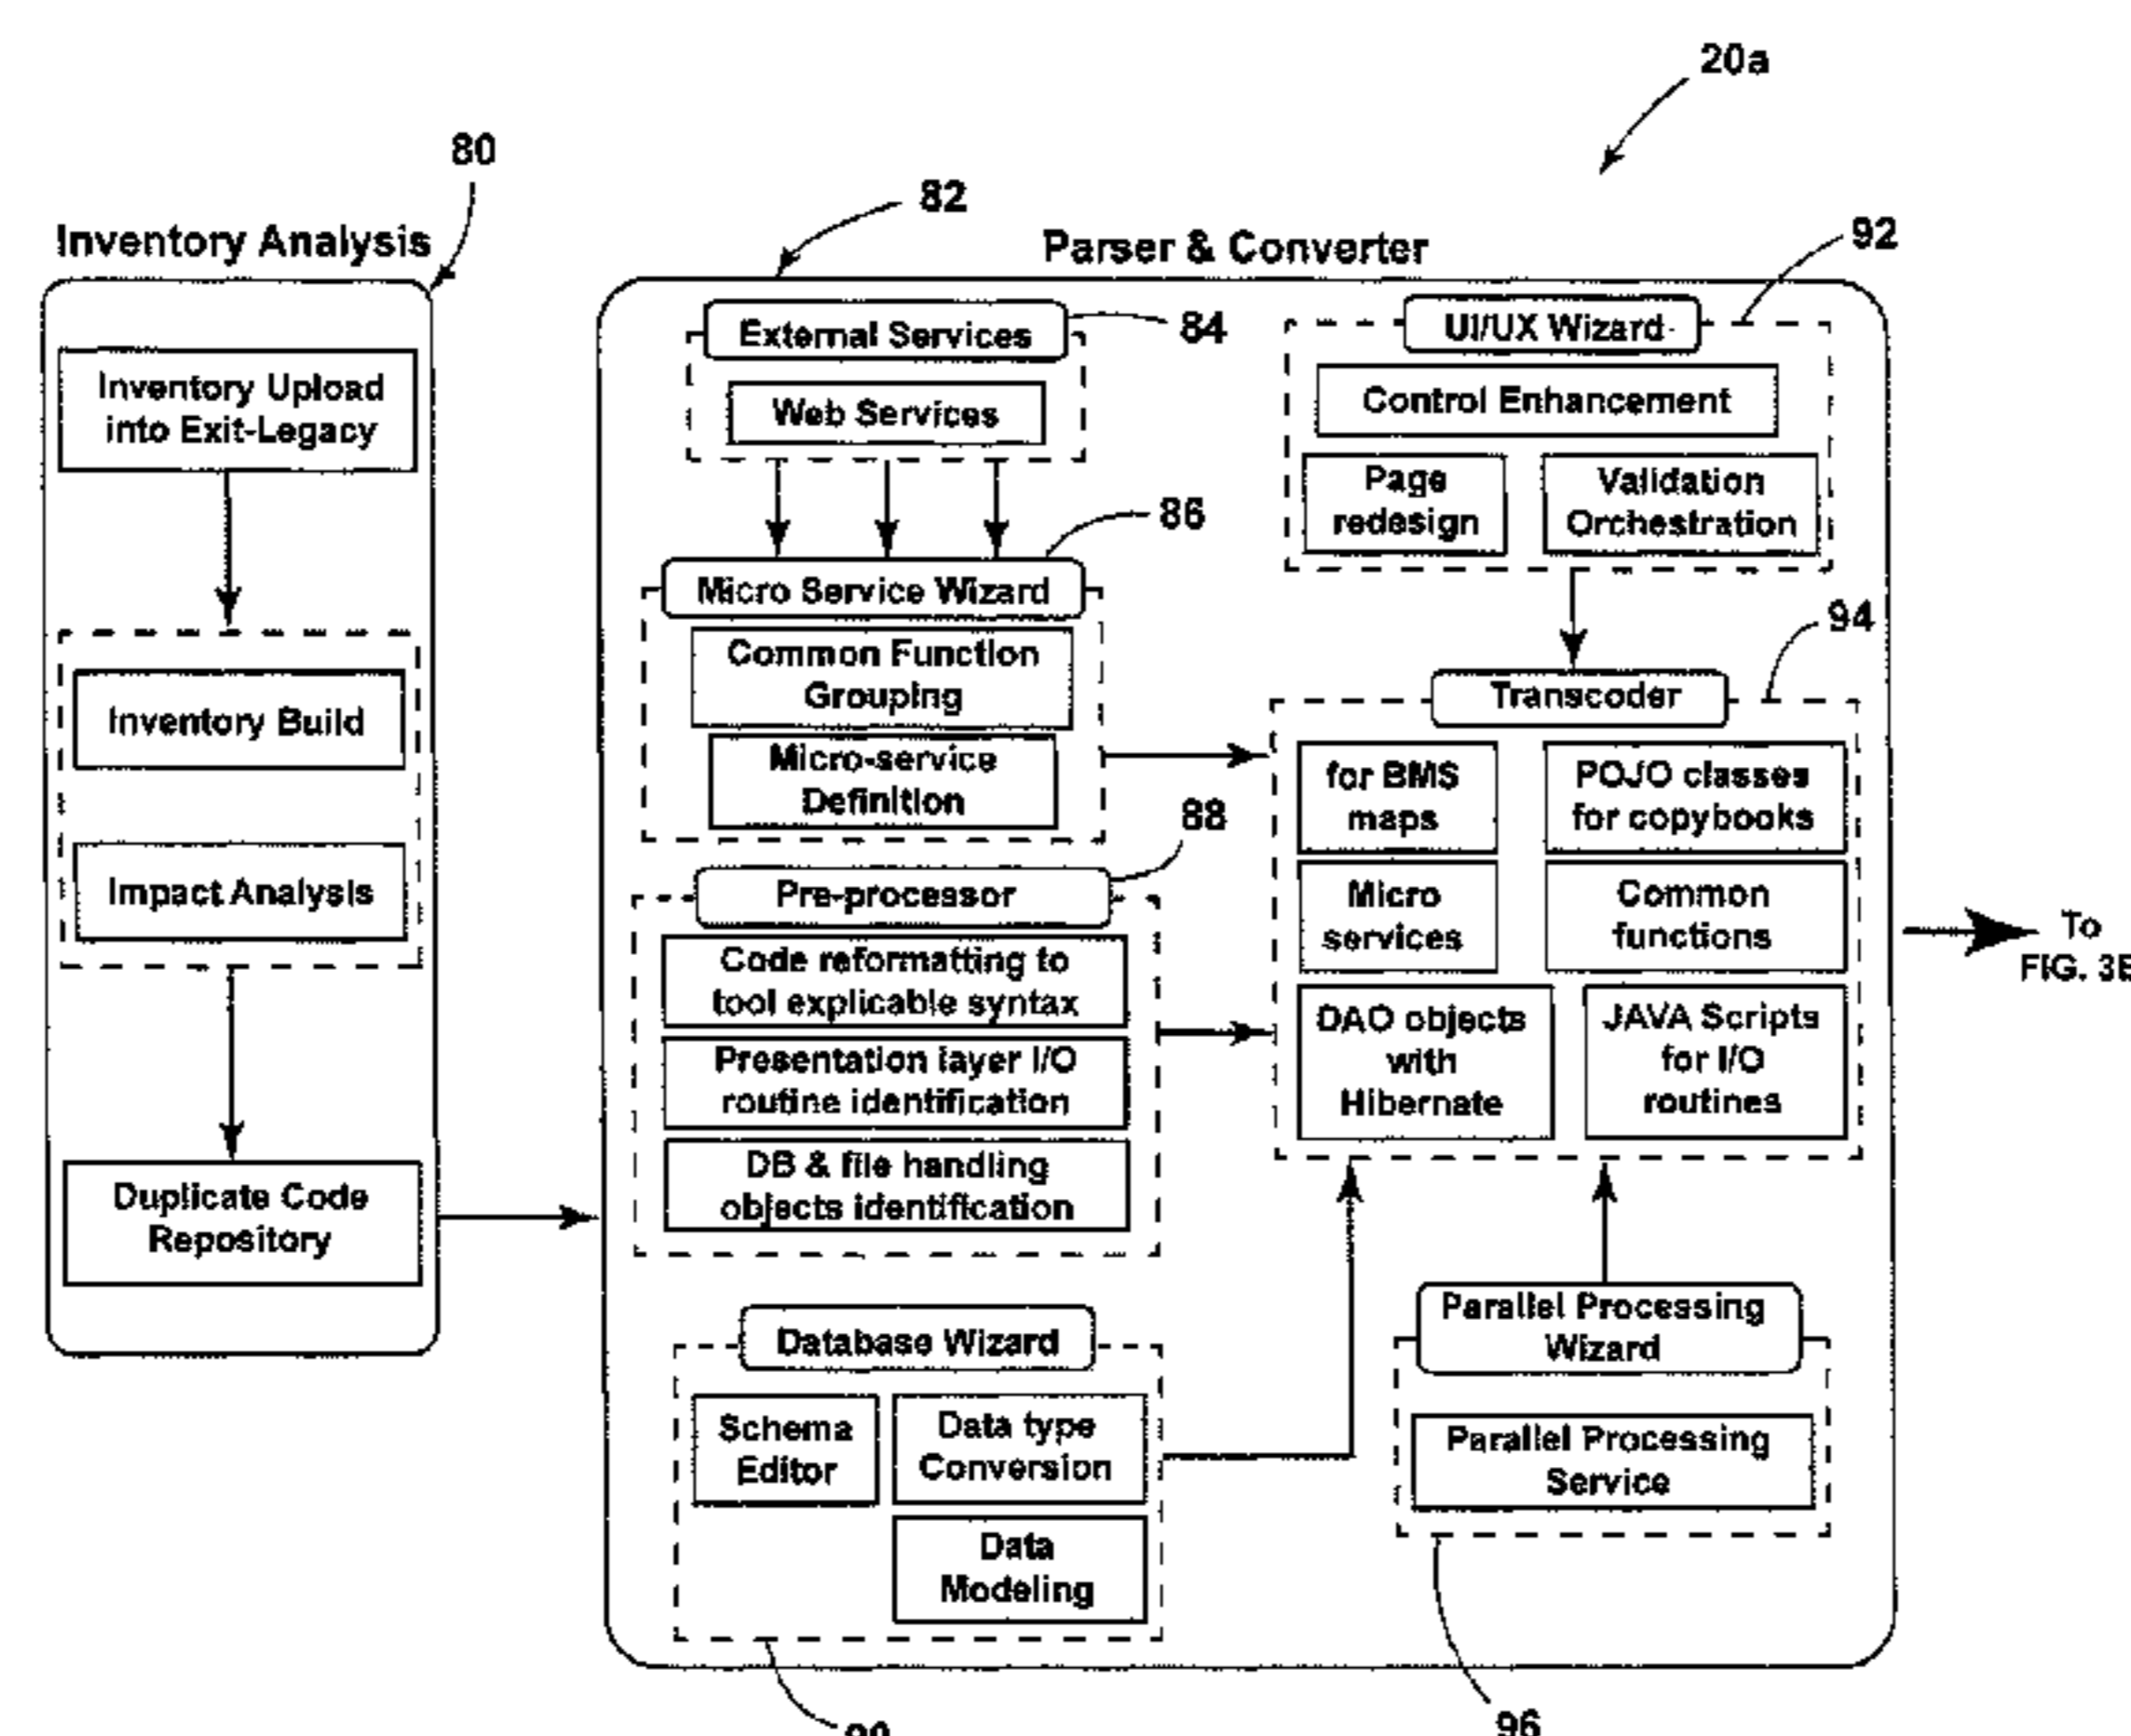 20a
80
Inventory Analysis
Inventory Upload
into Exit-Legacy
Inventory Build
Impact Analysis
Duplicate Code
Repository
82
Parser & Converter
External Services
84
Web Services
86
Micro Service Wizard
Common Function
Grouping
Micro-service
Definition
88
Pre-processor
Code reformatting to
tool explicable syntax
Presentation layer I/O
routine identification
DB & file handling
objects identification
Database Wizard
Schema
Editor
Data type
Conversion
Data
Modeling
92
UI/UX Wizard
Control Enhancement
Page
redesign
Validation
Orchestration
94
Transcoder
for BMS
maps
POJO classes
for copybooks
Micro
services
Common
functions
DAO objects
with
Hibernate
JAVA Scripts
for I/O
routines
Parallel Processing
Wizard
Parallel Processing
Service
96
To
FIG.